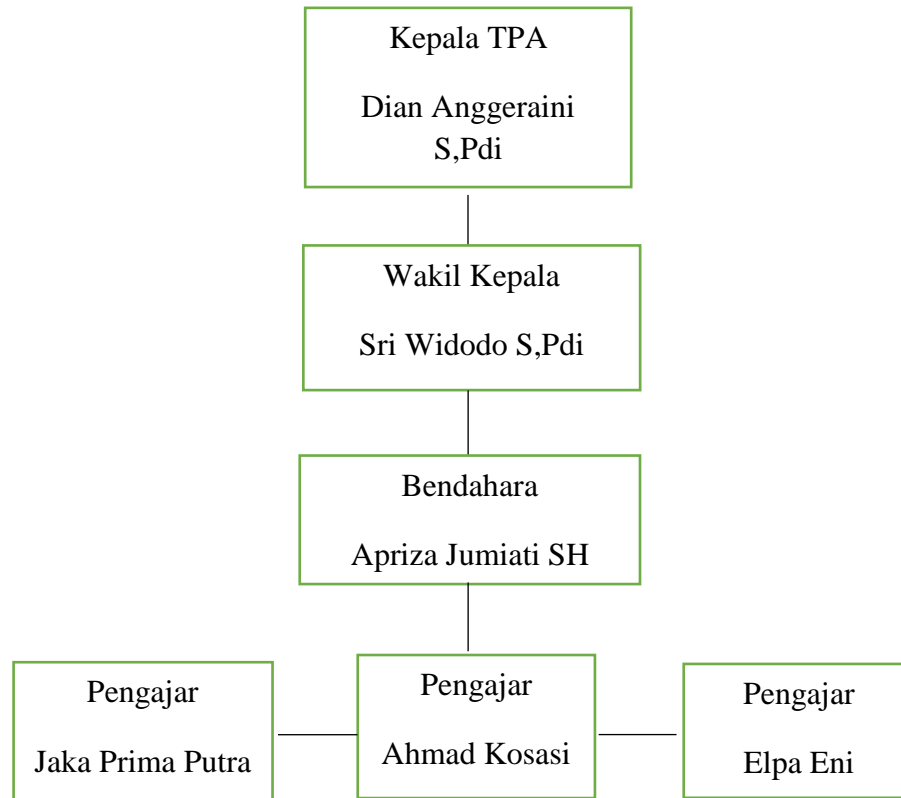 Kepala TPA
Dian Anggeraini
S,Pdi
Wakil Kepala
Sri Widodo S,Pdi
Bendahara
Apriza Jumiati SH
Pengajar
Jaka Prima Putra
Pengajar
Ahmad Kosasi
Pengajar
Elpa Eni